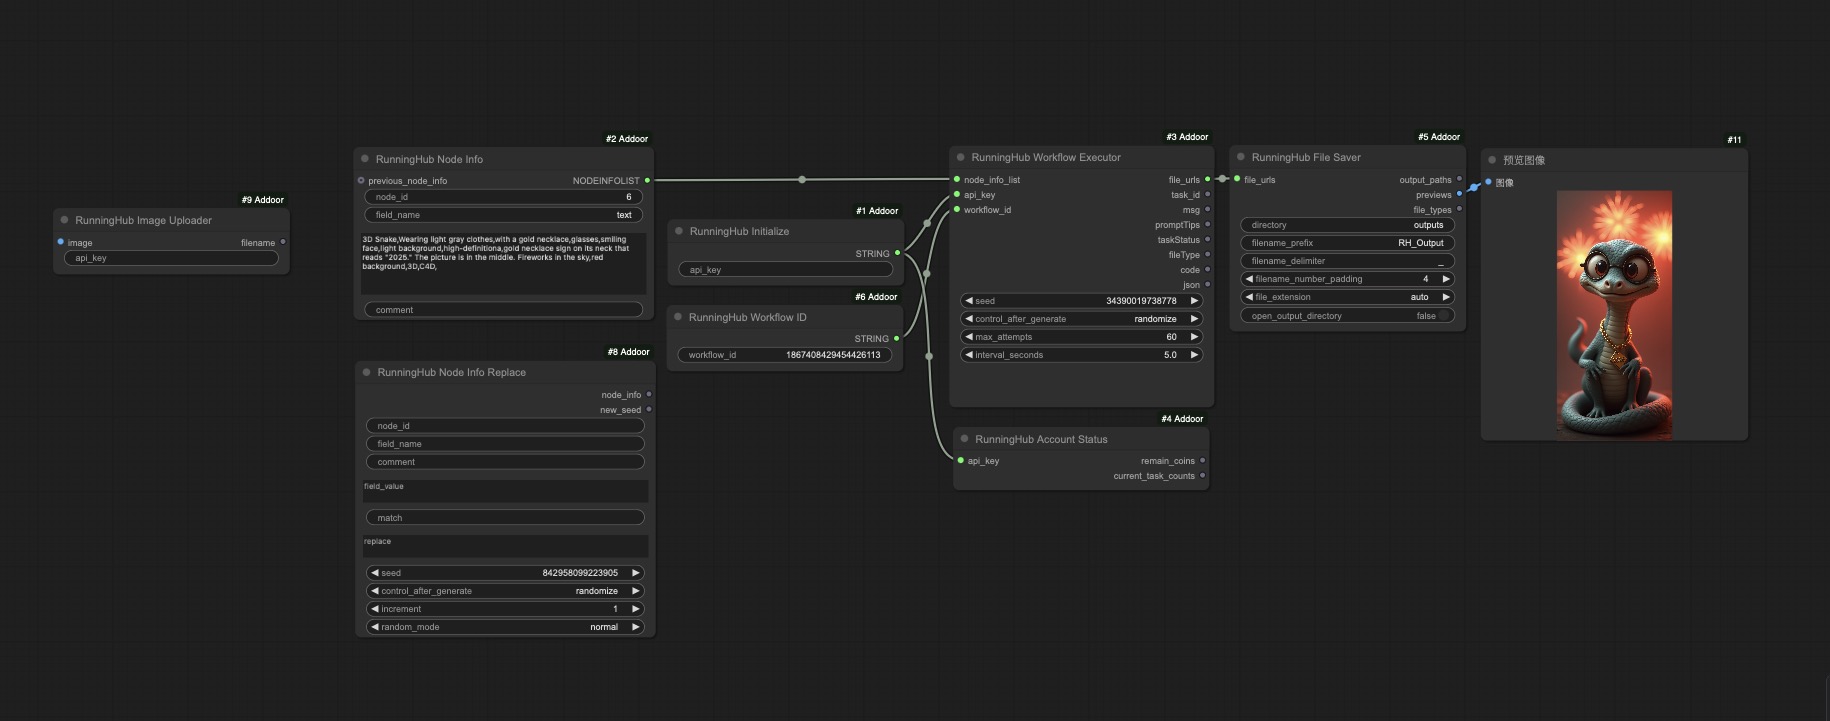 #9 Addoor
RunningHub Image Uploader
image
filename
api_key
#2 Addoor
RunningHub Node Info
previous_node_info
NODEINFOLIST
node_id
6
field_name
text
3D Snake,Wearing light gray clothes,with a gold necklace,glasses,smiling
face,light background,high-definitiona,gold necklace sign on its neck that
reads "2025." The picture is in the middle. Fireworks in the sky,red
background,3D,C4D,
comment
#8 Addoor
RunningHub Node Info Replace
node_info
new_seed
node_id
field_name
comment
field_value
match
replace
seed
842958099223905
control_after_generate
randomize
increment
1
random_mode
normal
#1 Addoor
RunningHub Initialize
STRING
api_key
#6 Addoor
RunningHub Workflow ID
STRING
workflow_id
1867408429454426113
#3 Addoor
RunningHub Workflow Executor
node_info_list
file_urls
api_key
task_id
workflow_id
msg
promptTips
taskStatus
fileType
code
json
seed
34390019738778
control_after_generate
randomize
max_attempts
60
interval_seconds
5.0
#4 Addoor
RunningHub Account Status
api_key
remain_coins
current_task_counts
#5 Addoor
RunningHub File Saver
file_urls
output_paths
previews
file_types
directory
outputs
filename_prefix
RH_Output
filename_delimiter
_
filename_number_padding
4
file_extension
auto
open_output_directory
false
#11
预览图像
图像